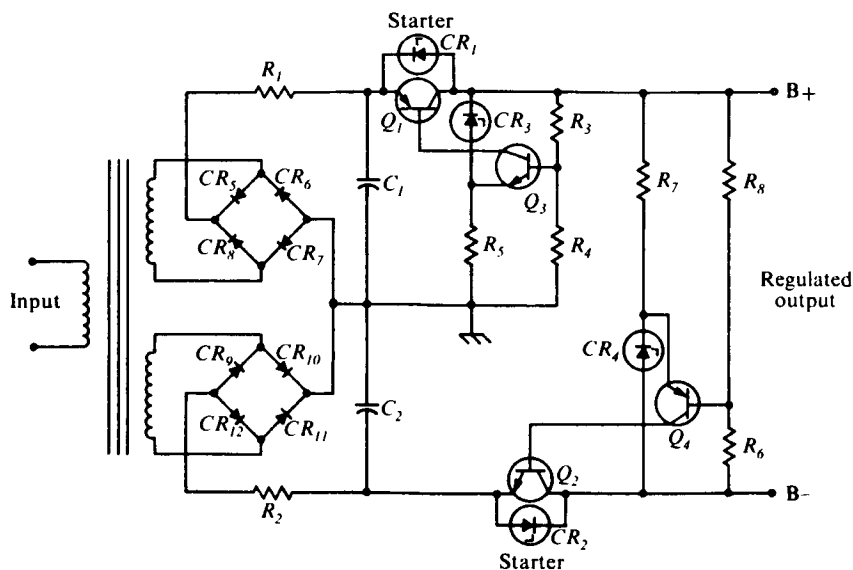 Starter
CR1
R1
B+
Q1
CR3
R3
CR5
CR6
C1
Q3
R7
R8
CR8
CR7
R5
R4
Input
Regulated
output
CR9
CR10
CR4
C2
CR12
CR11
Q4
R6
Q2
R2
B-
CR2
Starter